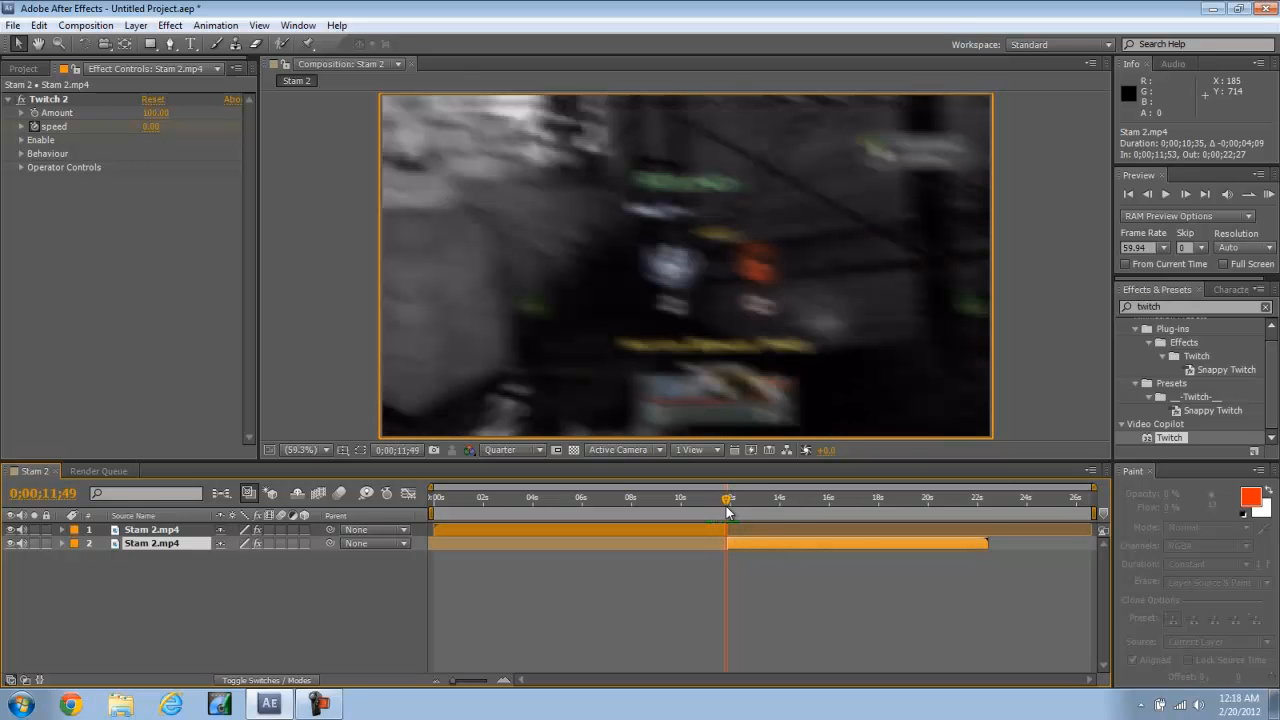 Adobe After Effects - Untitled Project.aep *
File Edit Composition Layer Effect Animation View Window Help
Workspace: Standard Search Help
Project Effect Controls: Stam 2.mp4 Composition: Stam 2 Info Audio
Stam 2 • Stam 2.mp4 Stam 2
Twitch 2 Reset Abo
Amount 100.00
speed 0.00
Enable
Behaviour
Operator Controls
R: X: 185
G: Y: 714
B:
A: 0
Stam 2.mp4
Duration: 0;00;10;35, Δ -0;00;04;09
In: 0;00;11;53, Out: 0;00;22;27
Preview
RAM Preview Options
Frame Rate Skip Resolution
59.94 0 Auto
From Current Time Full Screen
Effects & Presets Characte
twitch
Plug-ins
Effects
Twitch
Snappy Twitch
Presets
__-Twitch-__
Snappy Twitch
Video Copilot
Twitch
(59.3%) 0;00;11;49 Quarter Active Camera 1 View +0.0
Stam 2 Render Queue
0;00;11;49
:00s 02s 04s 06s 08s 10s 12s 14s 16s 18s 20s 22s 24s 26s
# Source Name Parent
1 Stam 2.mp4 None
2 Stam 2.mp4 None
Toggle Switches / Modes
Paint
Opacity: 0 %
Flow: 0 %
Mode: Normal
Channels: RGBA
Duration: Constant
Erase: Layer Source & Paint
Clone Options
Preset:
Source: Current Layer
Aligned Lock Source Time
Offset: 0 0
12:18 AM
2/20/2012